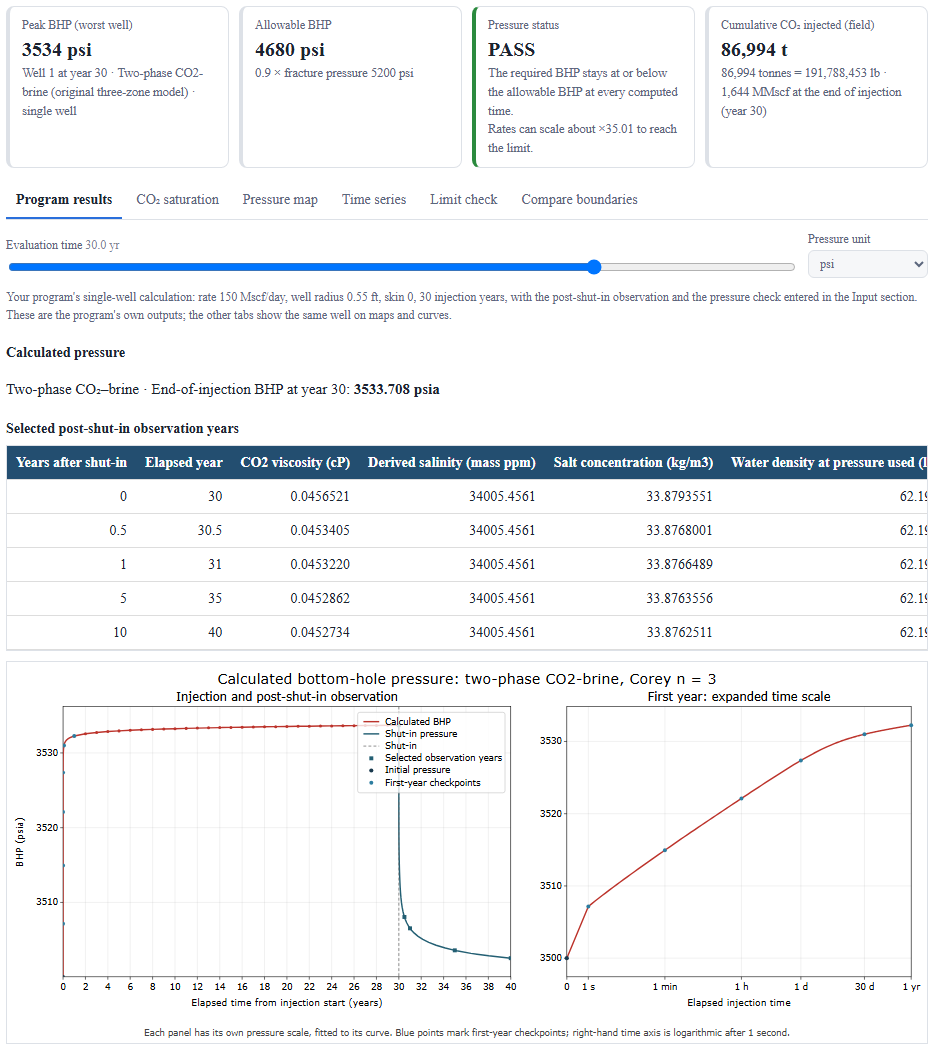 Peak BHP (worst well)
3534 psi
Well 1 at year 30 · Two-phase CO2-
brine (original three-zone model) ·
single well
Allowable BHP
4680 psi
0.9 × fracture pressure 5200 psi
Pressure status
PASS
The required BHP stays at or below
the allowable BHP at every computed
time.
Rates can scale about ×35.01 to reach
the limit.
Cumulative CO₂ injected (field)
86,994 t
86,994 tonnes = 191,788,453 lb ·
1,644 MMscf at the end of injection
(year 30)
Program results CO₂ saturation Pressure map Time series Limit check Compare boundaries
Evaluation time 30.0 yr
Pressure unit
psi
Your program's single-well calculation: rate 150 Mscf/day, well radius 0.55 ft, skin 0, 30 injection years, with the post-shut-in observation and the pressure check entered in the Input section.
These are the program's own outputs; the other tabs show the same well on maps and curves.
Calculated pressure
Two-phase CO₂–brine · End-of-injection BHP at year 30: 3533.708 psia
Selected post-shut-in observation years
Years after shut-in Elapsed year CO2 viscosity (cP) Derived salinity (mass ppm) Salt concentration (kg/m3) Water density at pressure used (l
0 30 0.0456521 34005.4561 33.8793551 62.19
0.5 30.5 0.0453405 34005.4561 33.8768001 62.19
1 31 0.0453220 34005.4561 33.8766489 62.19
5 35 0.0452862 34005.4561 33.8763556 62.19
10 40 0.0452734 34005.4561 33.8762511 62.19
Calculated bottom-hole pressure: two-phase CO2-brine, Corey n = 3
Injection and post-shut-in observation
Calculated BHP
Shut-in pressure
Shut-in
Selected observation years
Initial pressure
First-year checkpoints
3530
3520
3510
BHP (psia)
0 2 4 6 8 10 12 14 16 18 20 22 24 26 28 30 32 34 36 38 40
Elapsed time from injection start (years)
First year: expanded time scale
3530
3520
3510
3500
0 1 s 1 min 1 h 1 d 30 d 1 yr
Elapsed injection time
Each panel has its own pressure scale, fitted to its curve. Blue points mark first-year checkpoints; right-hand time axis is logarithmic after 1 second.